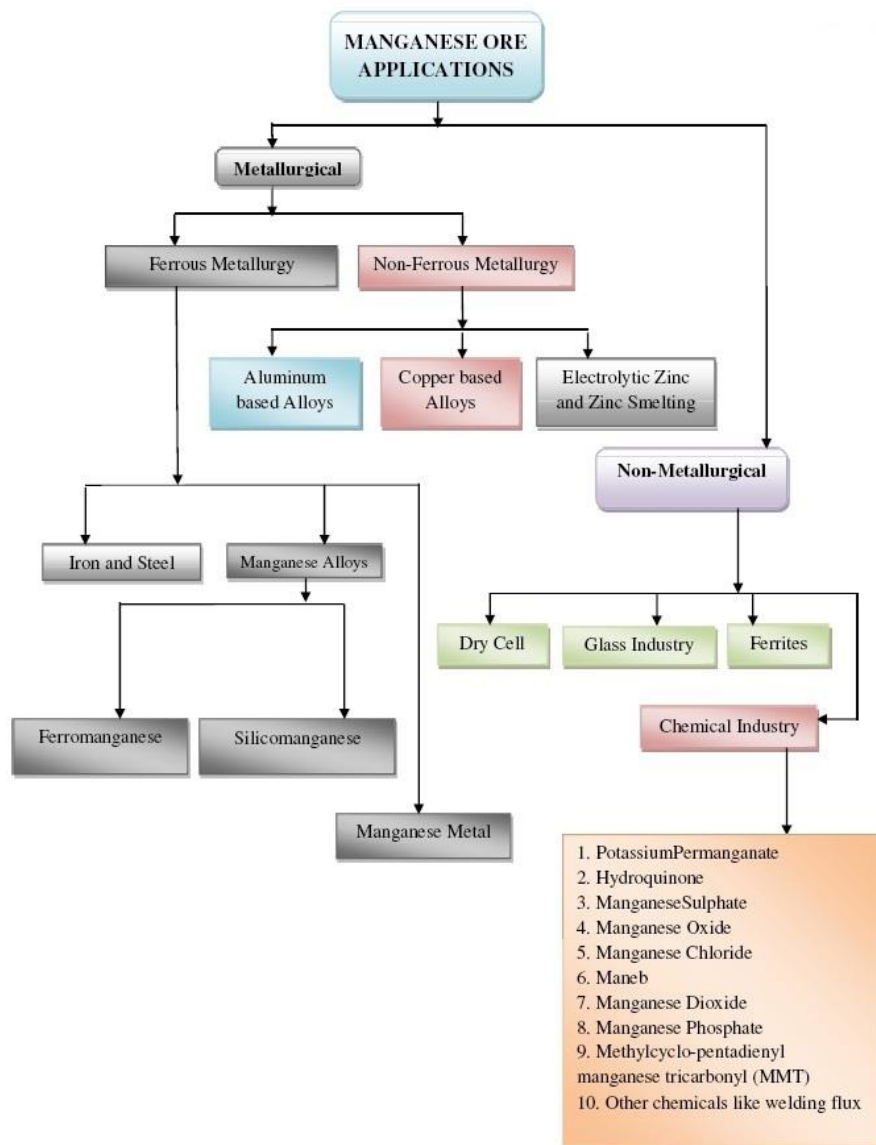 MANGANESE ORE
APPLICATIONS
Metallurgical
Ferrous Metallurgy
Non-Ferrous Metallurgy
Aluminum
based Alloys
Copper based
Alloys
Electrolytic Zinc
and Zinc Smelting
Non-Metallurgical
Iron and Steel
Manganese Alloys
Dry Cell
Glass Industry
Ferrites
Ferromanganese
Silicomanganese
Chemical Industry
Manganese Metal
1. PotassiumPermanganate
2. Hydroquinone
3. ManganeseSulphate
4. Manganese Oxide
5. Manganese Chloride
6. Maneb
7. Manganese Dioxide
8. Manganese Phosphate
9. Methylcyclo-pentadienyl
manganese tricarbonyl (MMT)
10. Other chemicals like welding flux